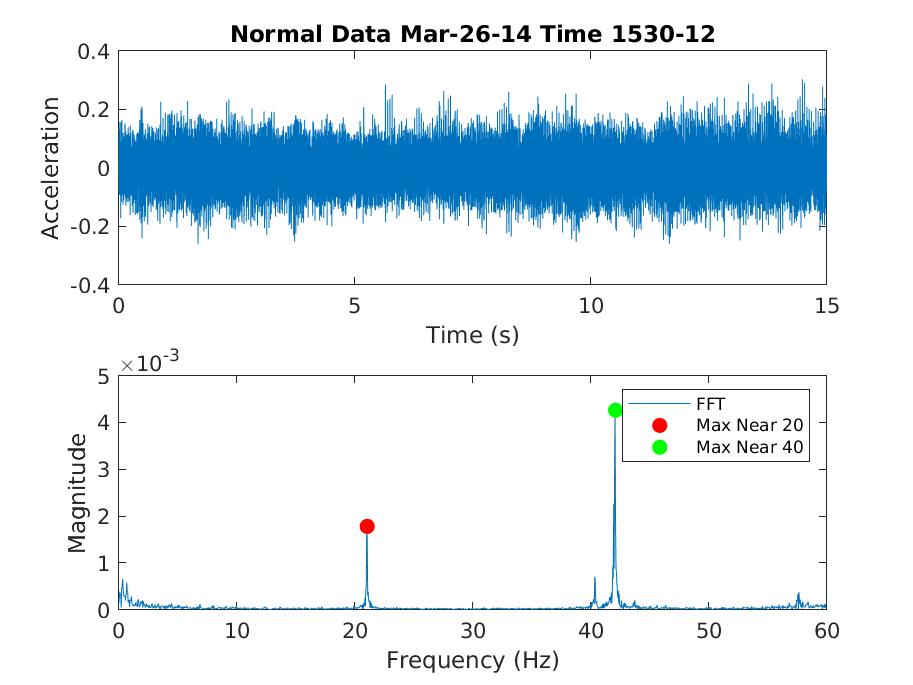 Normal Data Mar-26-14 Time 1530-12
0.4
0.2
0
-0.2
-0.4
Acceleration
0 5 10 15
Time (s)
×10-3
5
4
3
2
1
0
Magnitude
FFT
Max Near 20
Max Near 40
0 10 20 30 40 50 60
Frequency (Hz)